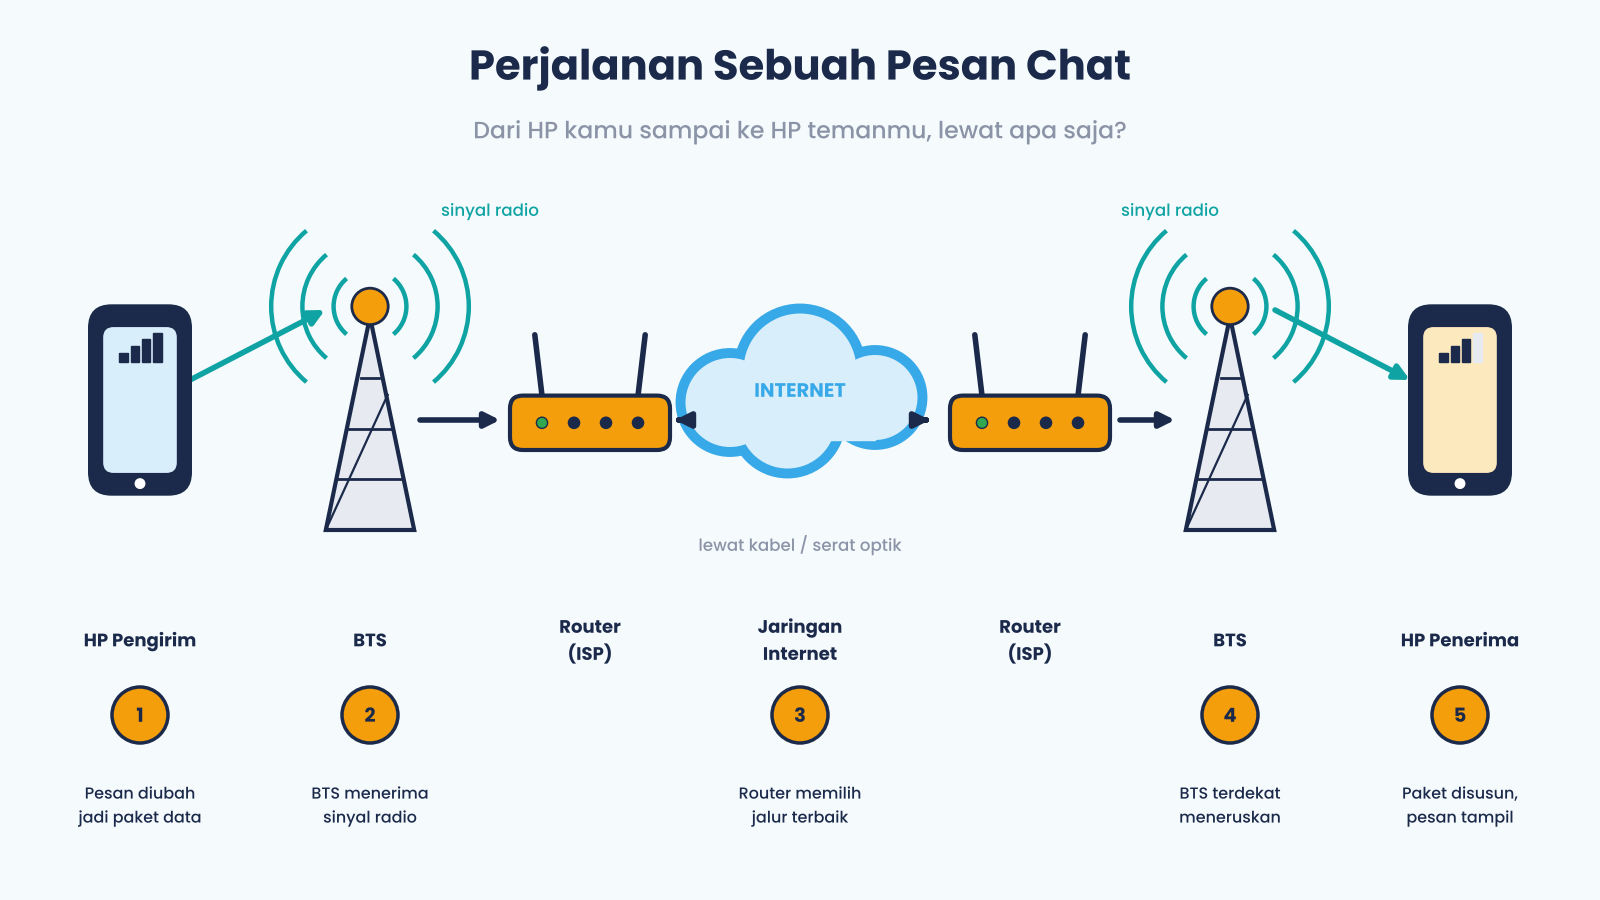 Perjalanan Sebuah Pesan Chat
Dari HP kamu sampai ke HP temanmu, lewat apa saja?
sinyal radio
sinyal radio
INTERNET
lewat kabel / serat optik
HP Pengirim
BTS
Router
(ISP)
Jaringan
Internet
Router
(ISP)
BTS
HP Penerima
1
2
3
4
5
Pesan diubah
jadi paket data
BTS menerima
sinyal radio
Router memilih
jalur terbaik
BTS terdekat
meneruskan
Paket disusun,
pesan tampil